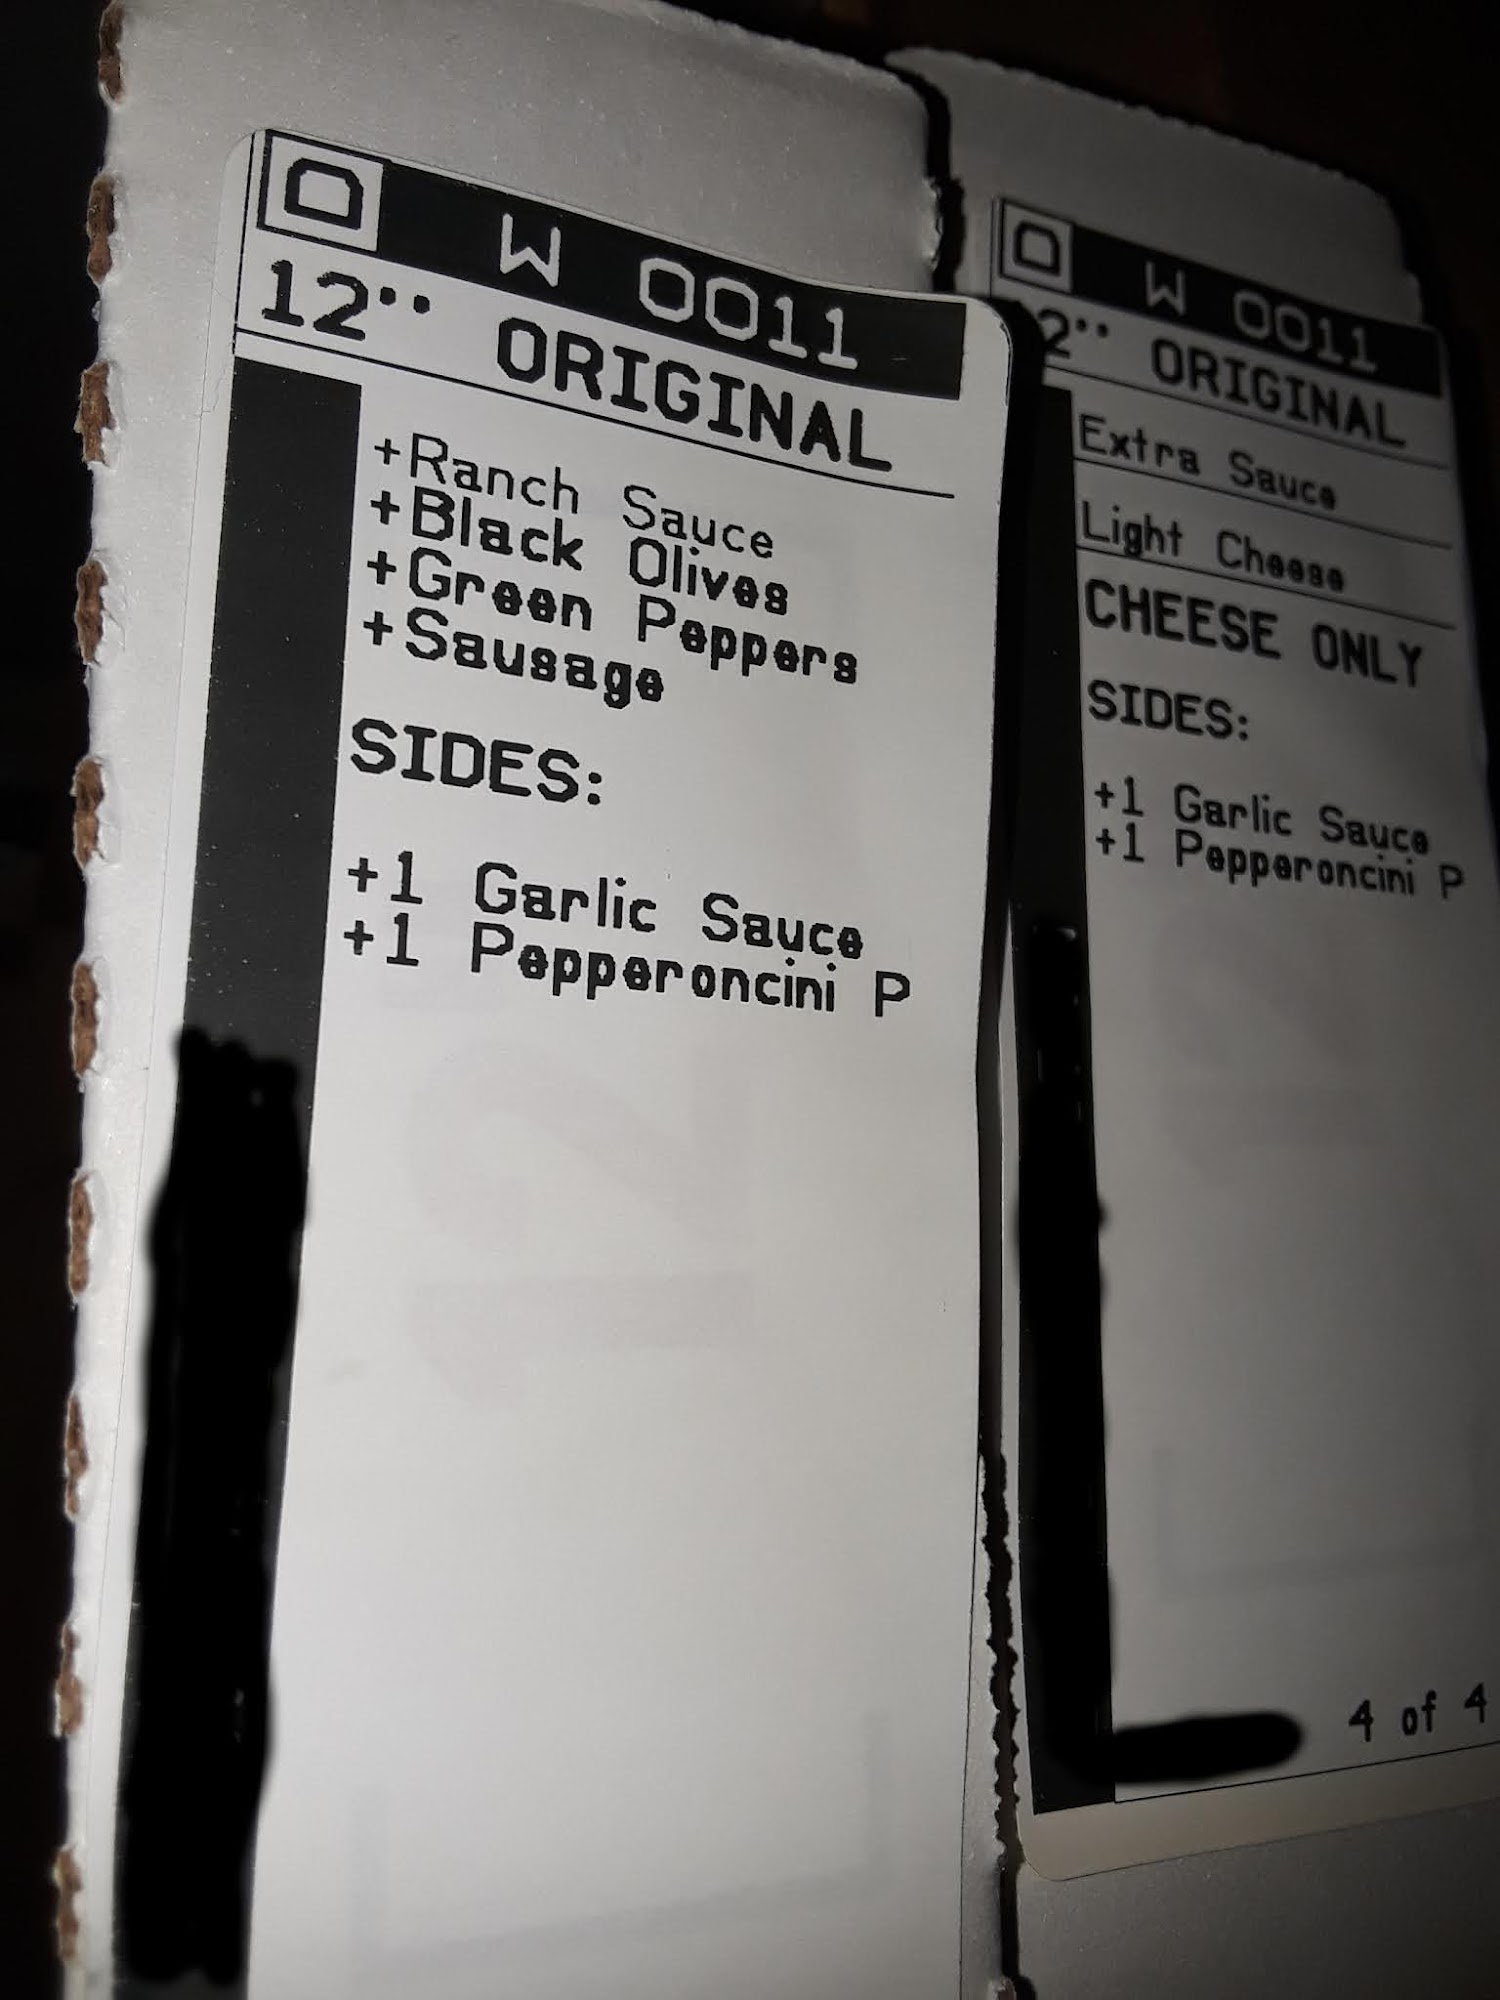 D W 0011
12" ORIGINAL
+Ranch Sauce
+Black Olives
+Green Peppers
+Sausage
SIDES:
+1 Garlic Sauce
+1 Pepperoncini P
D W 0011
2" ORIGINAL
Extra Sauce
Light Cheese
CHEESE ONLY
SIDES:
+1 Garlic Sauce
+1 Pepperoncini P
4 of 4